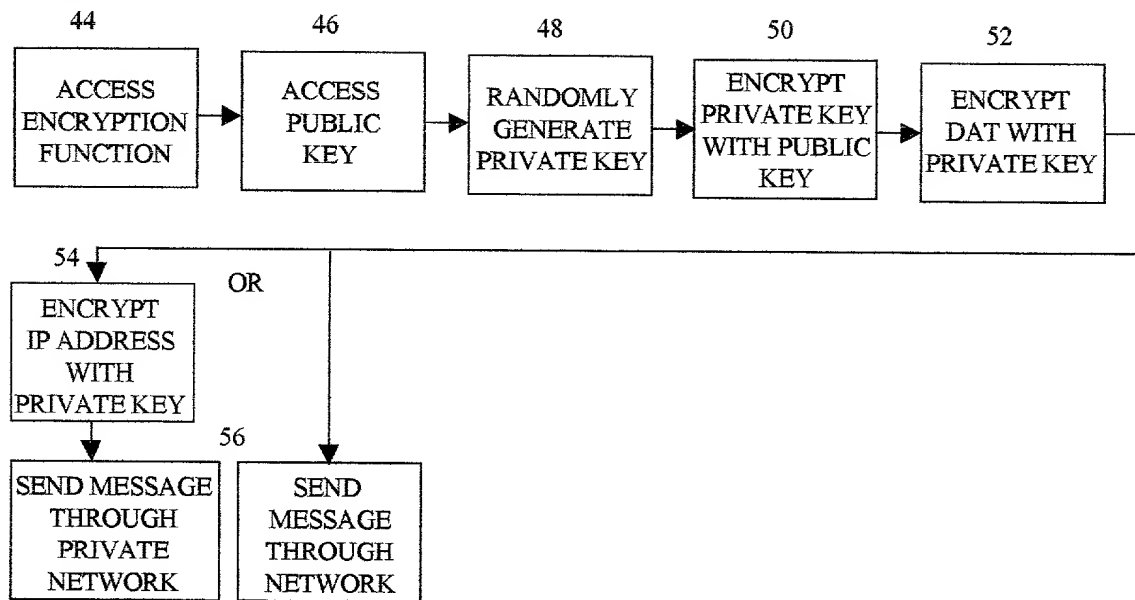 44
ACCESS
ENCRYPTION
FUNCTION
46
ACCESS
PUBLIC
KEY
48
RANDOMLY
GENERATE
PRIVATE KEY
50
ENCRYPT
PRIVATE KEY
WITH PUBLIC
KEY
52
ENCRYPT
DAT WITH
PRIVATE KEY
54
ENCRYPT
IP ADDRESS
WITH
PRIVATE KEY
OR
56
SEND MESSAGE
THROUGH
PRIVATE
NETWORK
SEND
MESSAGE
THROUGH
NETWORK